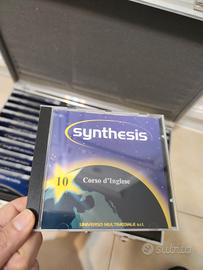 synthesis
10
Corso d'Inglese
UNIVERSO MULTIMEDIALE s.r.l.
subito